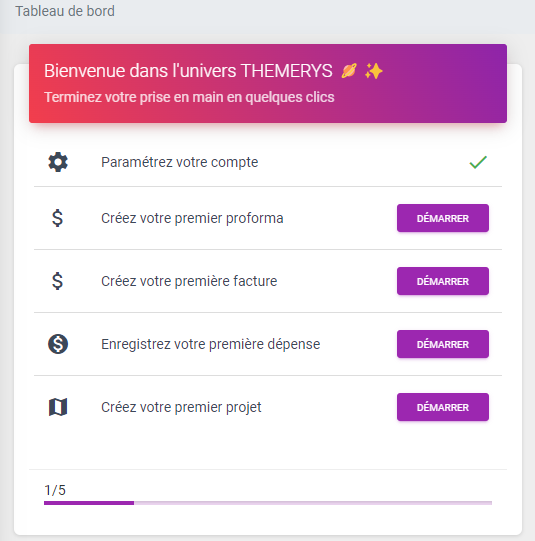 Tableau de bord
Bienvenue dans l'univers THEMERYS 🪐 ✨
Terminez votre prise en main en quelques clics
Paramétrez votre compte
Créez votre premier proforma DÉMARRER
Créez votre première facture DÉMARRER
Enregistrez votre première dépense DÉMARRER
Créez votre premier projet DÉMARRER
1/5